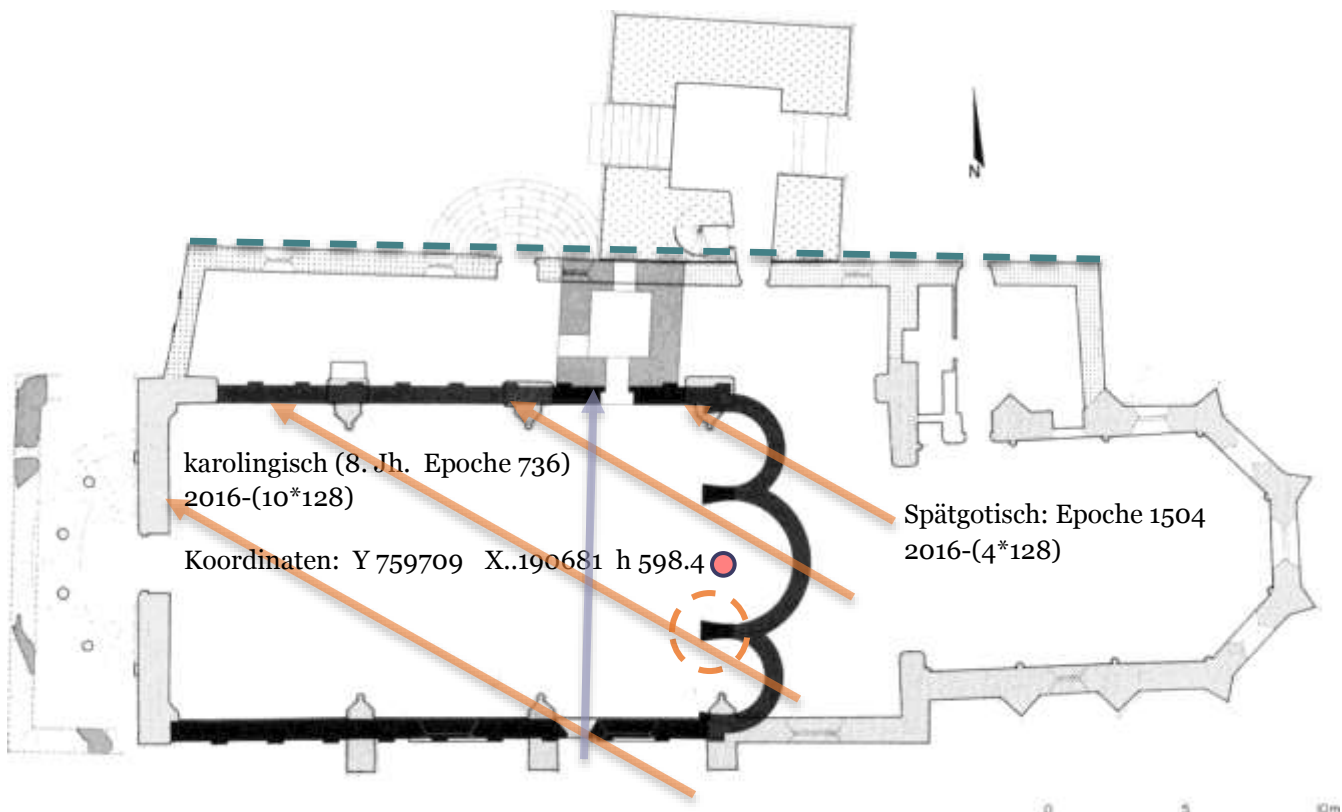 N
karolingisch (8. Jh. Epoche 736)
2016-(10*128)
Spätgotisch: Epoche 1504
2016-(4*128)
Koordinaten: Y 759709 X..190681 h 598.4
0 5 10m